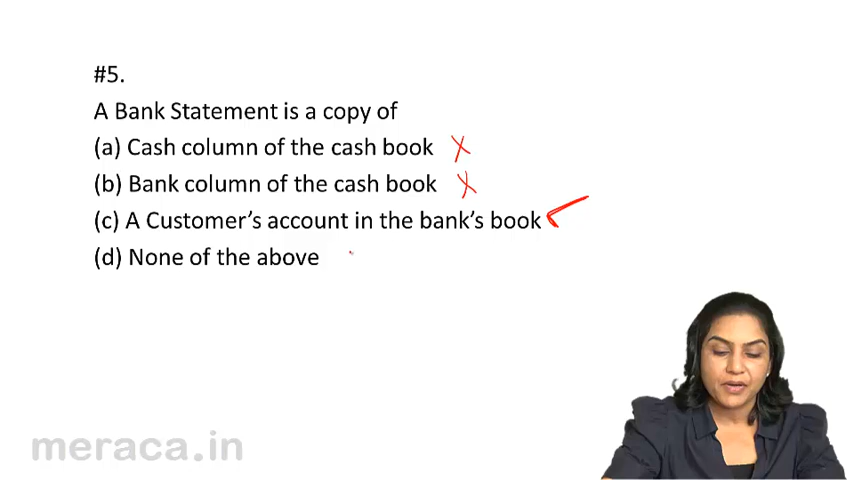 #5.
A Bank Statement is a copy of
(a) Cash column of the cash book
(b) Bank column of the cash book
(c) A Customer's account in the bank's book
(d) None of the above
meraca.in